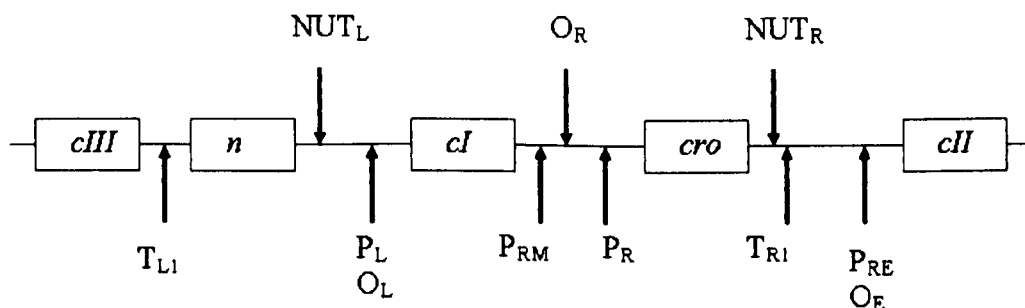 NUTL OR NUTR
cIII n cI cro cII
TL1 PL PRM PR TR1 PRE
OL OE